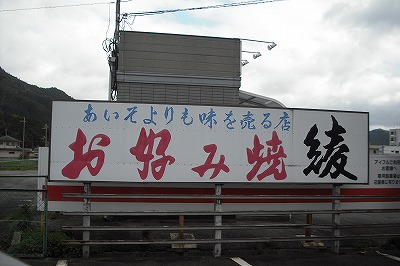 あいそよりも味を売る店
お好み焼 綾